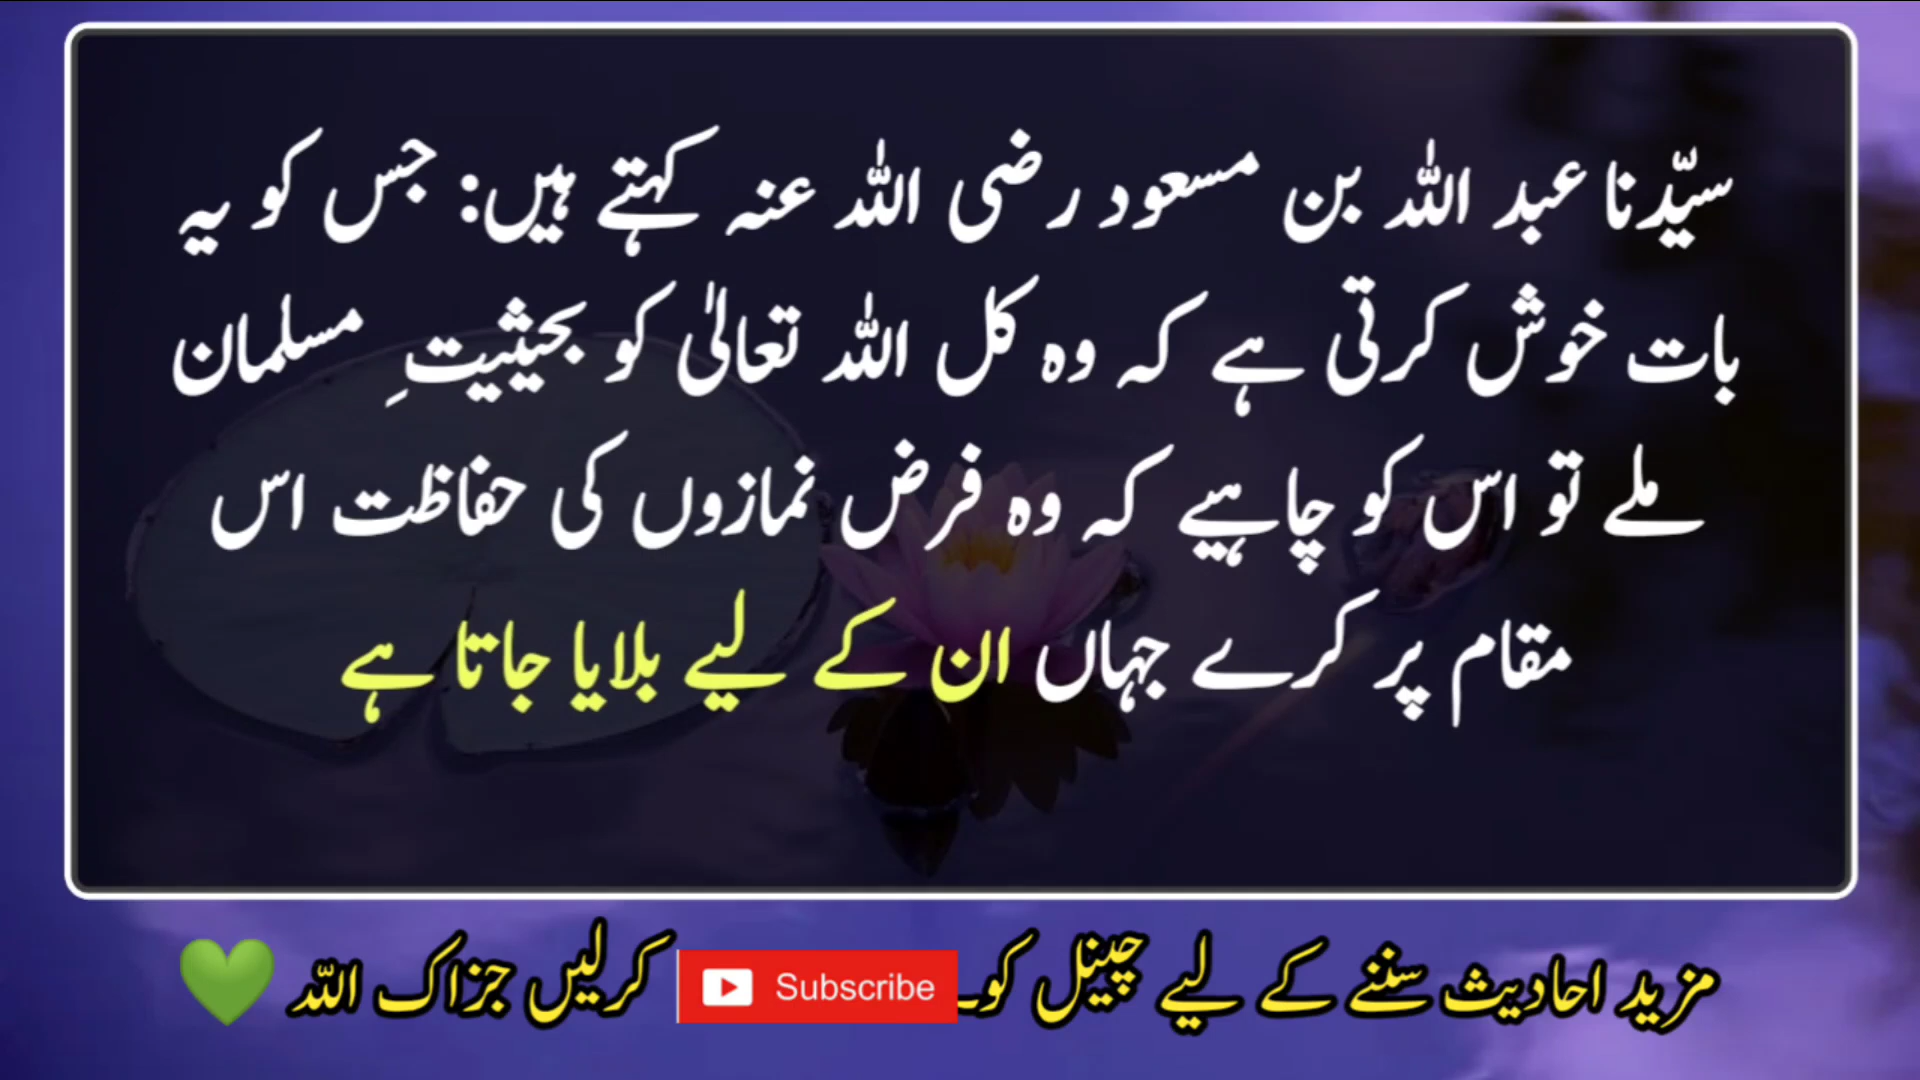 سیّدنا عبد اللہ بن مسعود رضی اللہ عنہ کہتے ہیں: جس کو یہ
بات خوش کرتی ہے کہ وہ کل اللہ تعالیٰ کو بحیثیتِ مسلمان
ملے تو اس کو چاہیے کہ وہ فرض نمازوں کی حفاظت اس
مقام پر کرے جہاں ان کے لیے بلایا جاتا ہے
مزید احادیث سننے کے لیے چینل کو Subscribe کرلیں جزاک اللہ 💚